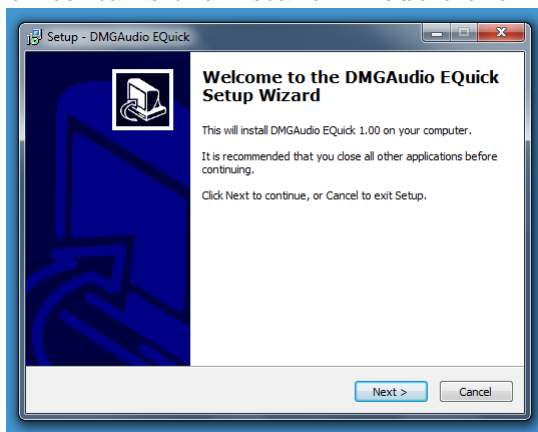 Setup - DMGAudio EQuick
Welcome to the DMGAudio EQuick
Setup Wizard
This will install DMGAudio EQuick 1.00 on your computer.
It is recommended that you close all other applications before
continuing.
Click Next to continue, or Cancel to exit Setup.
Next >
Cancel